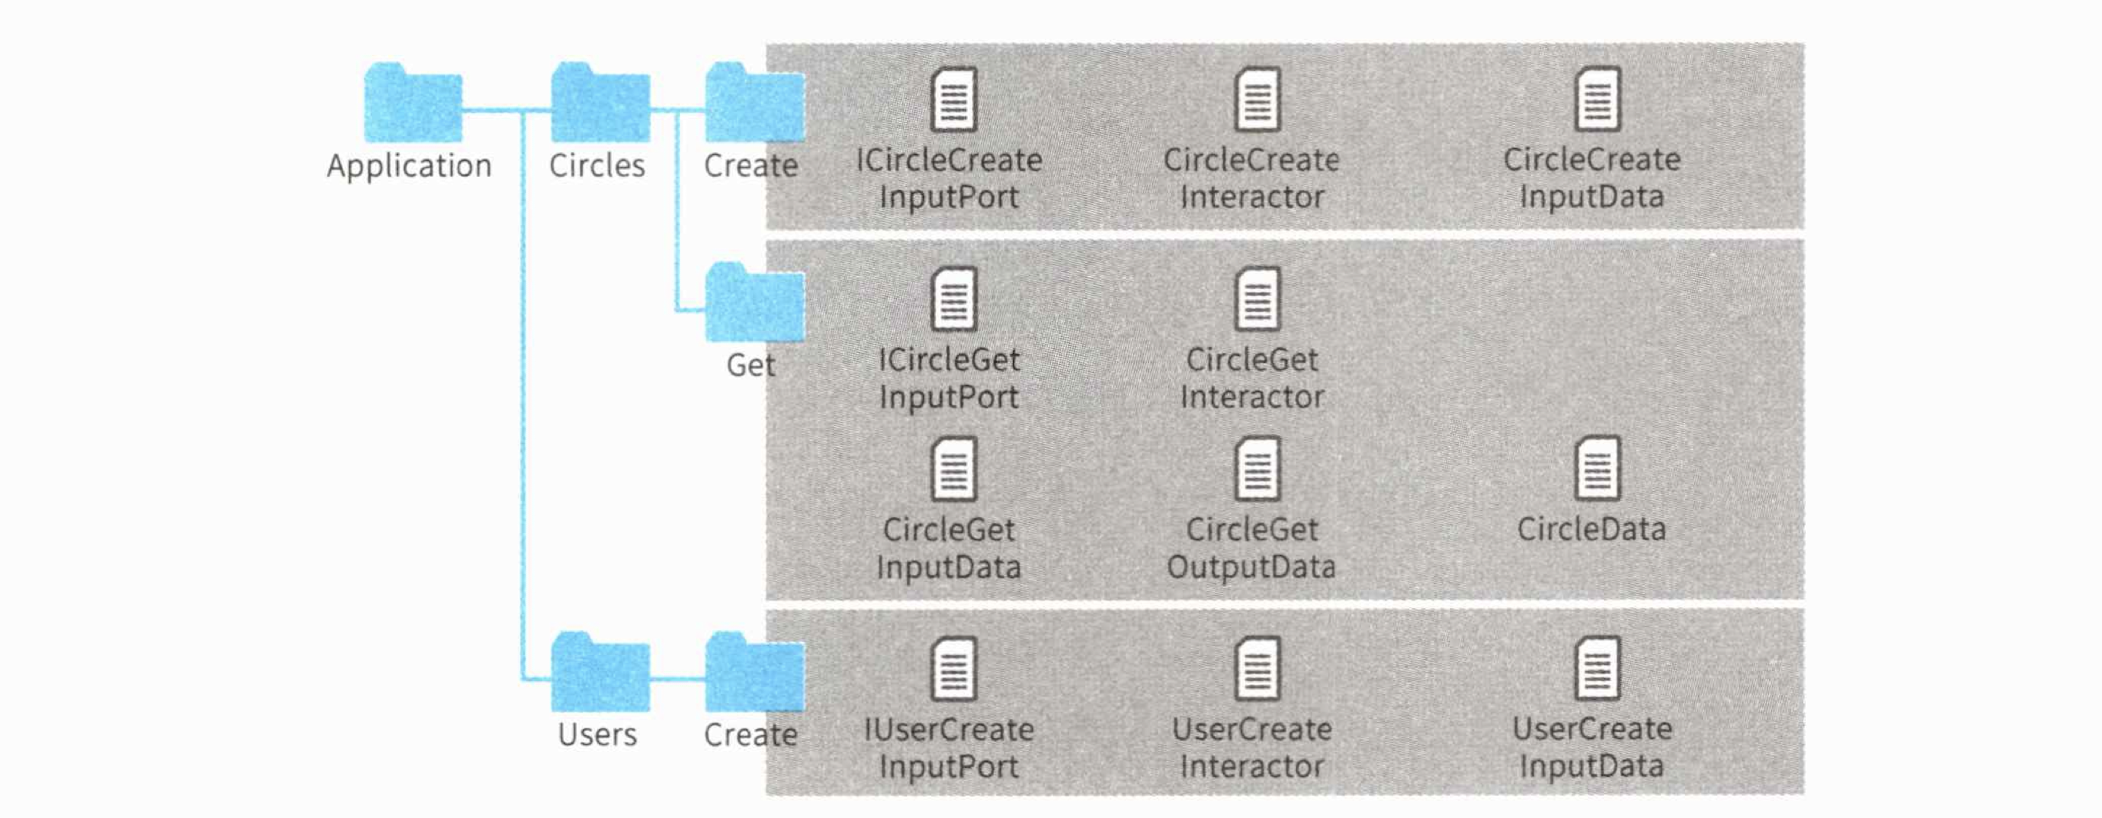 Application
Circles
Create
ICircleCreate
InputPort
CircleCreate
Interactor
CircleCreate
InputData
Get
ICircleGet
InputPort
CircleGet
Interactor
CircleGet
InputData
CircleGet
OutputData
CircleData
Users
Create
IUserCreate
InputPort
UserCreate
Interactor
UserCreate
InputData